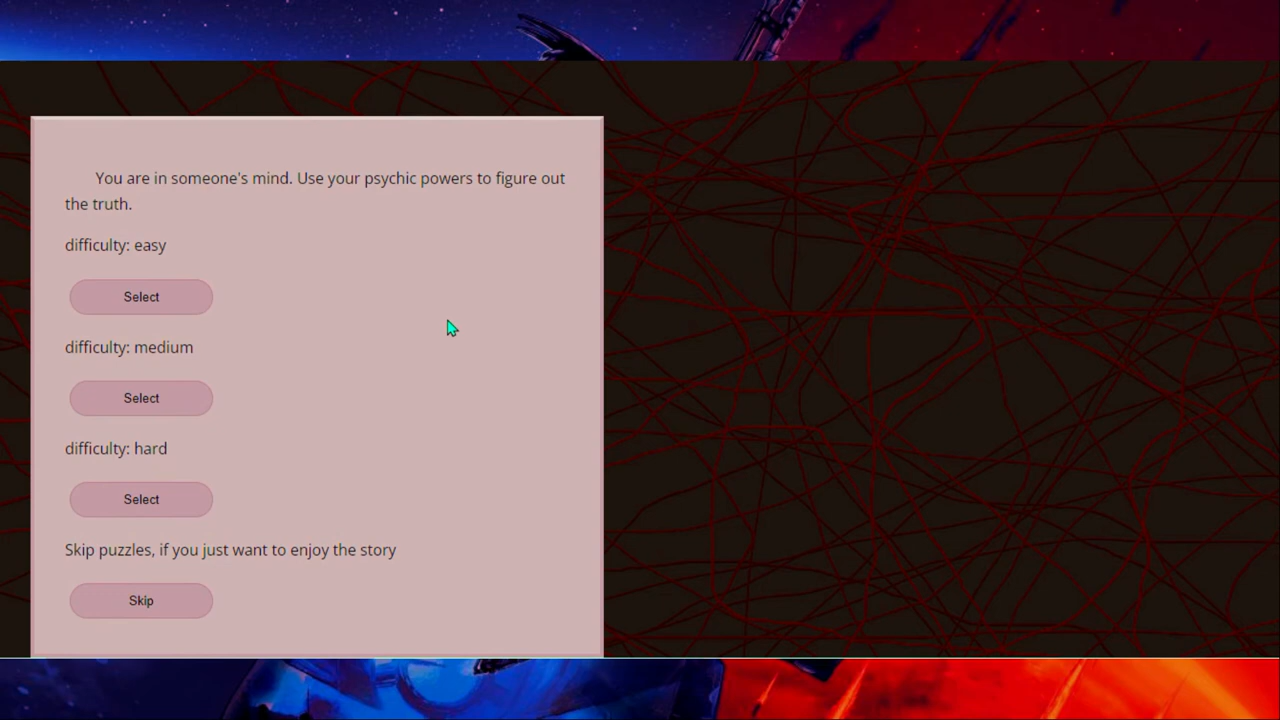 You are in someone's mind. Use your psychic powers to figure out
the truth.
difficulty: easy
Select
difficulty: medium
Select
difficulty: hard
Select
Skip puzzles, if you just want to enjoy the story
Skip